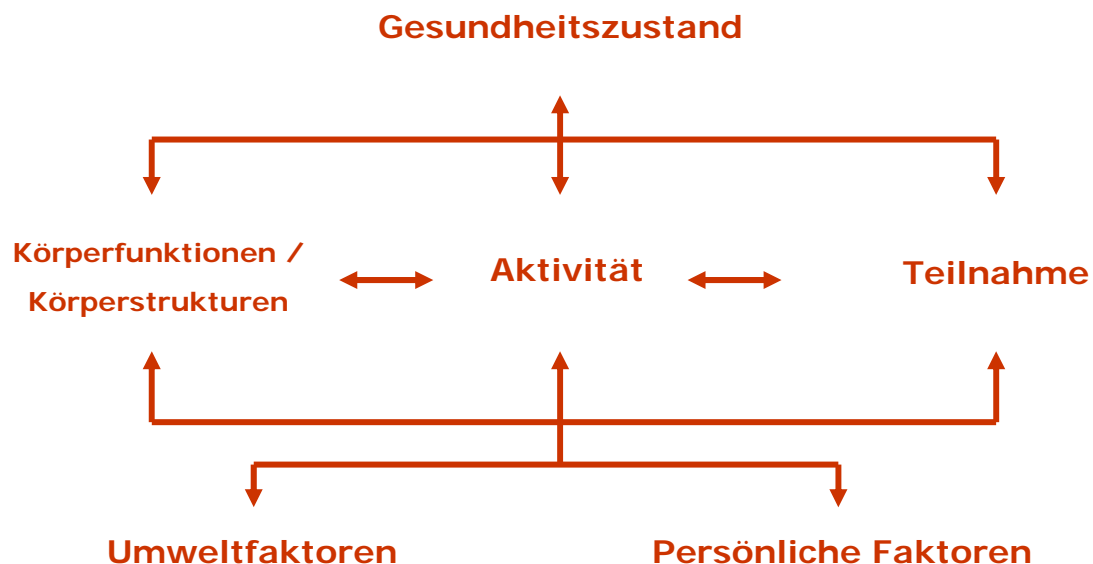 Gesundheitszustand
Körperfunktionen /
Körperstrukturen
Aktivität
Teilnahme
Umweltfaktoren
Persönliche Faktoren